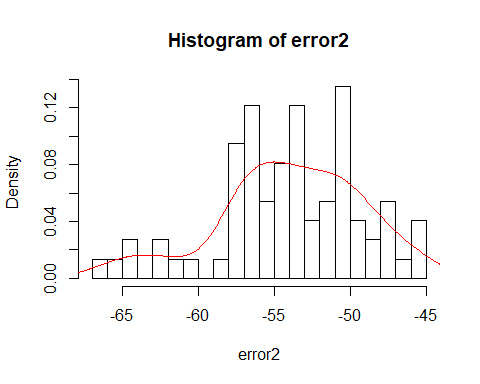 Histogram of error2
Density
0.00 0.04 0.08 0.12
-65 -60 -55 -50 -45
error2